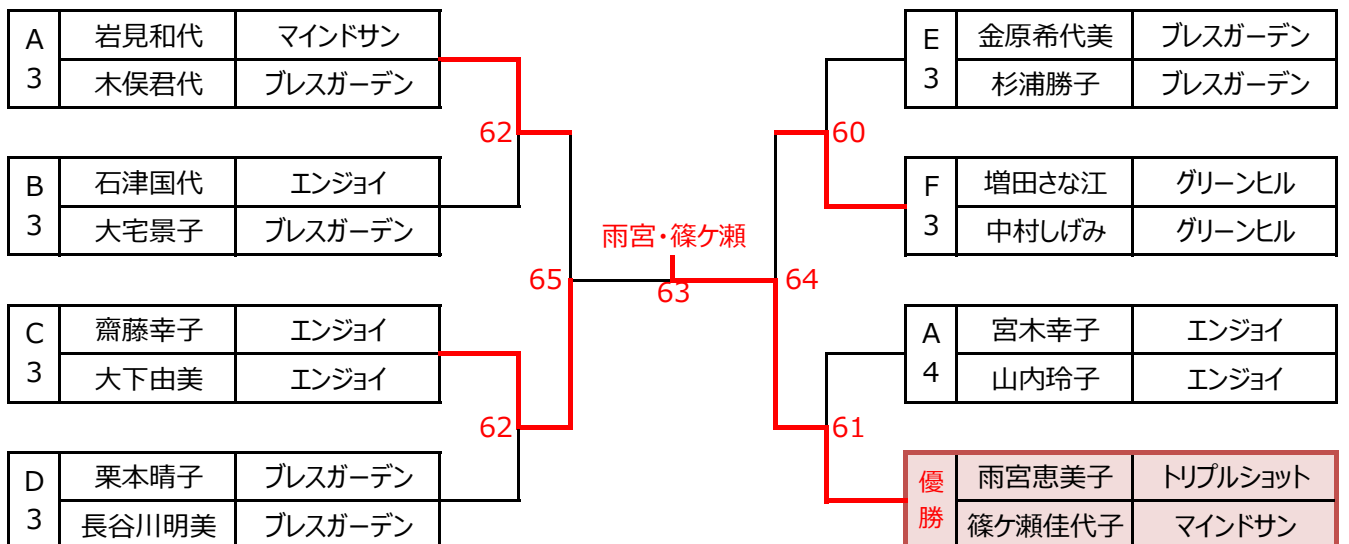 A 3 岩見和代 マインドサン
木俣君代 ブレスガーデン
62
B 3 石津国代 エンジョイ
大宅景子 ブレスガーデン
65
C 3 齋藤幸子 エンジョイ
大下由美 エンジョイ
62
D 3 栗本晴子 ブレスガーデン
長谷川明美 ブレスガーデン
雨宮・篠ケ瀬
63
E 3 金原希代美 ブレスガーデン
杉浦勝子 ブレスガーデン
60
F 3 増田さな江 グリーンヒル
中村しげみ グリーンヒル
64
A 4 宮木幸子 エンジョイ
山内玲子 エンジョイ
61
優勝 雨宮恵美子 トリプルショット
篠ケ瀬佳代子 マインドサン